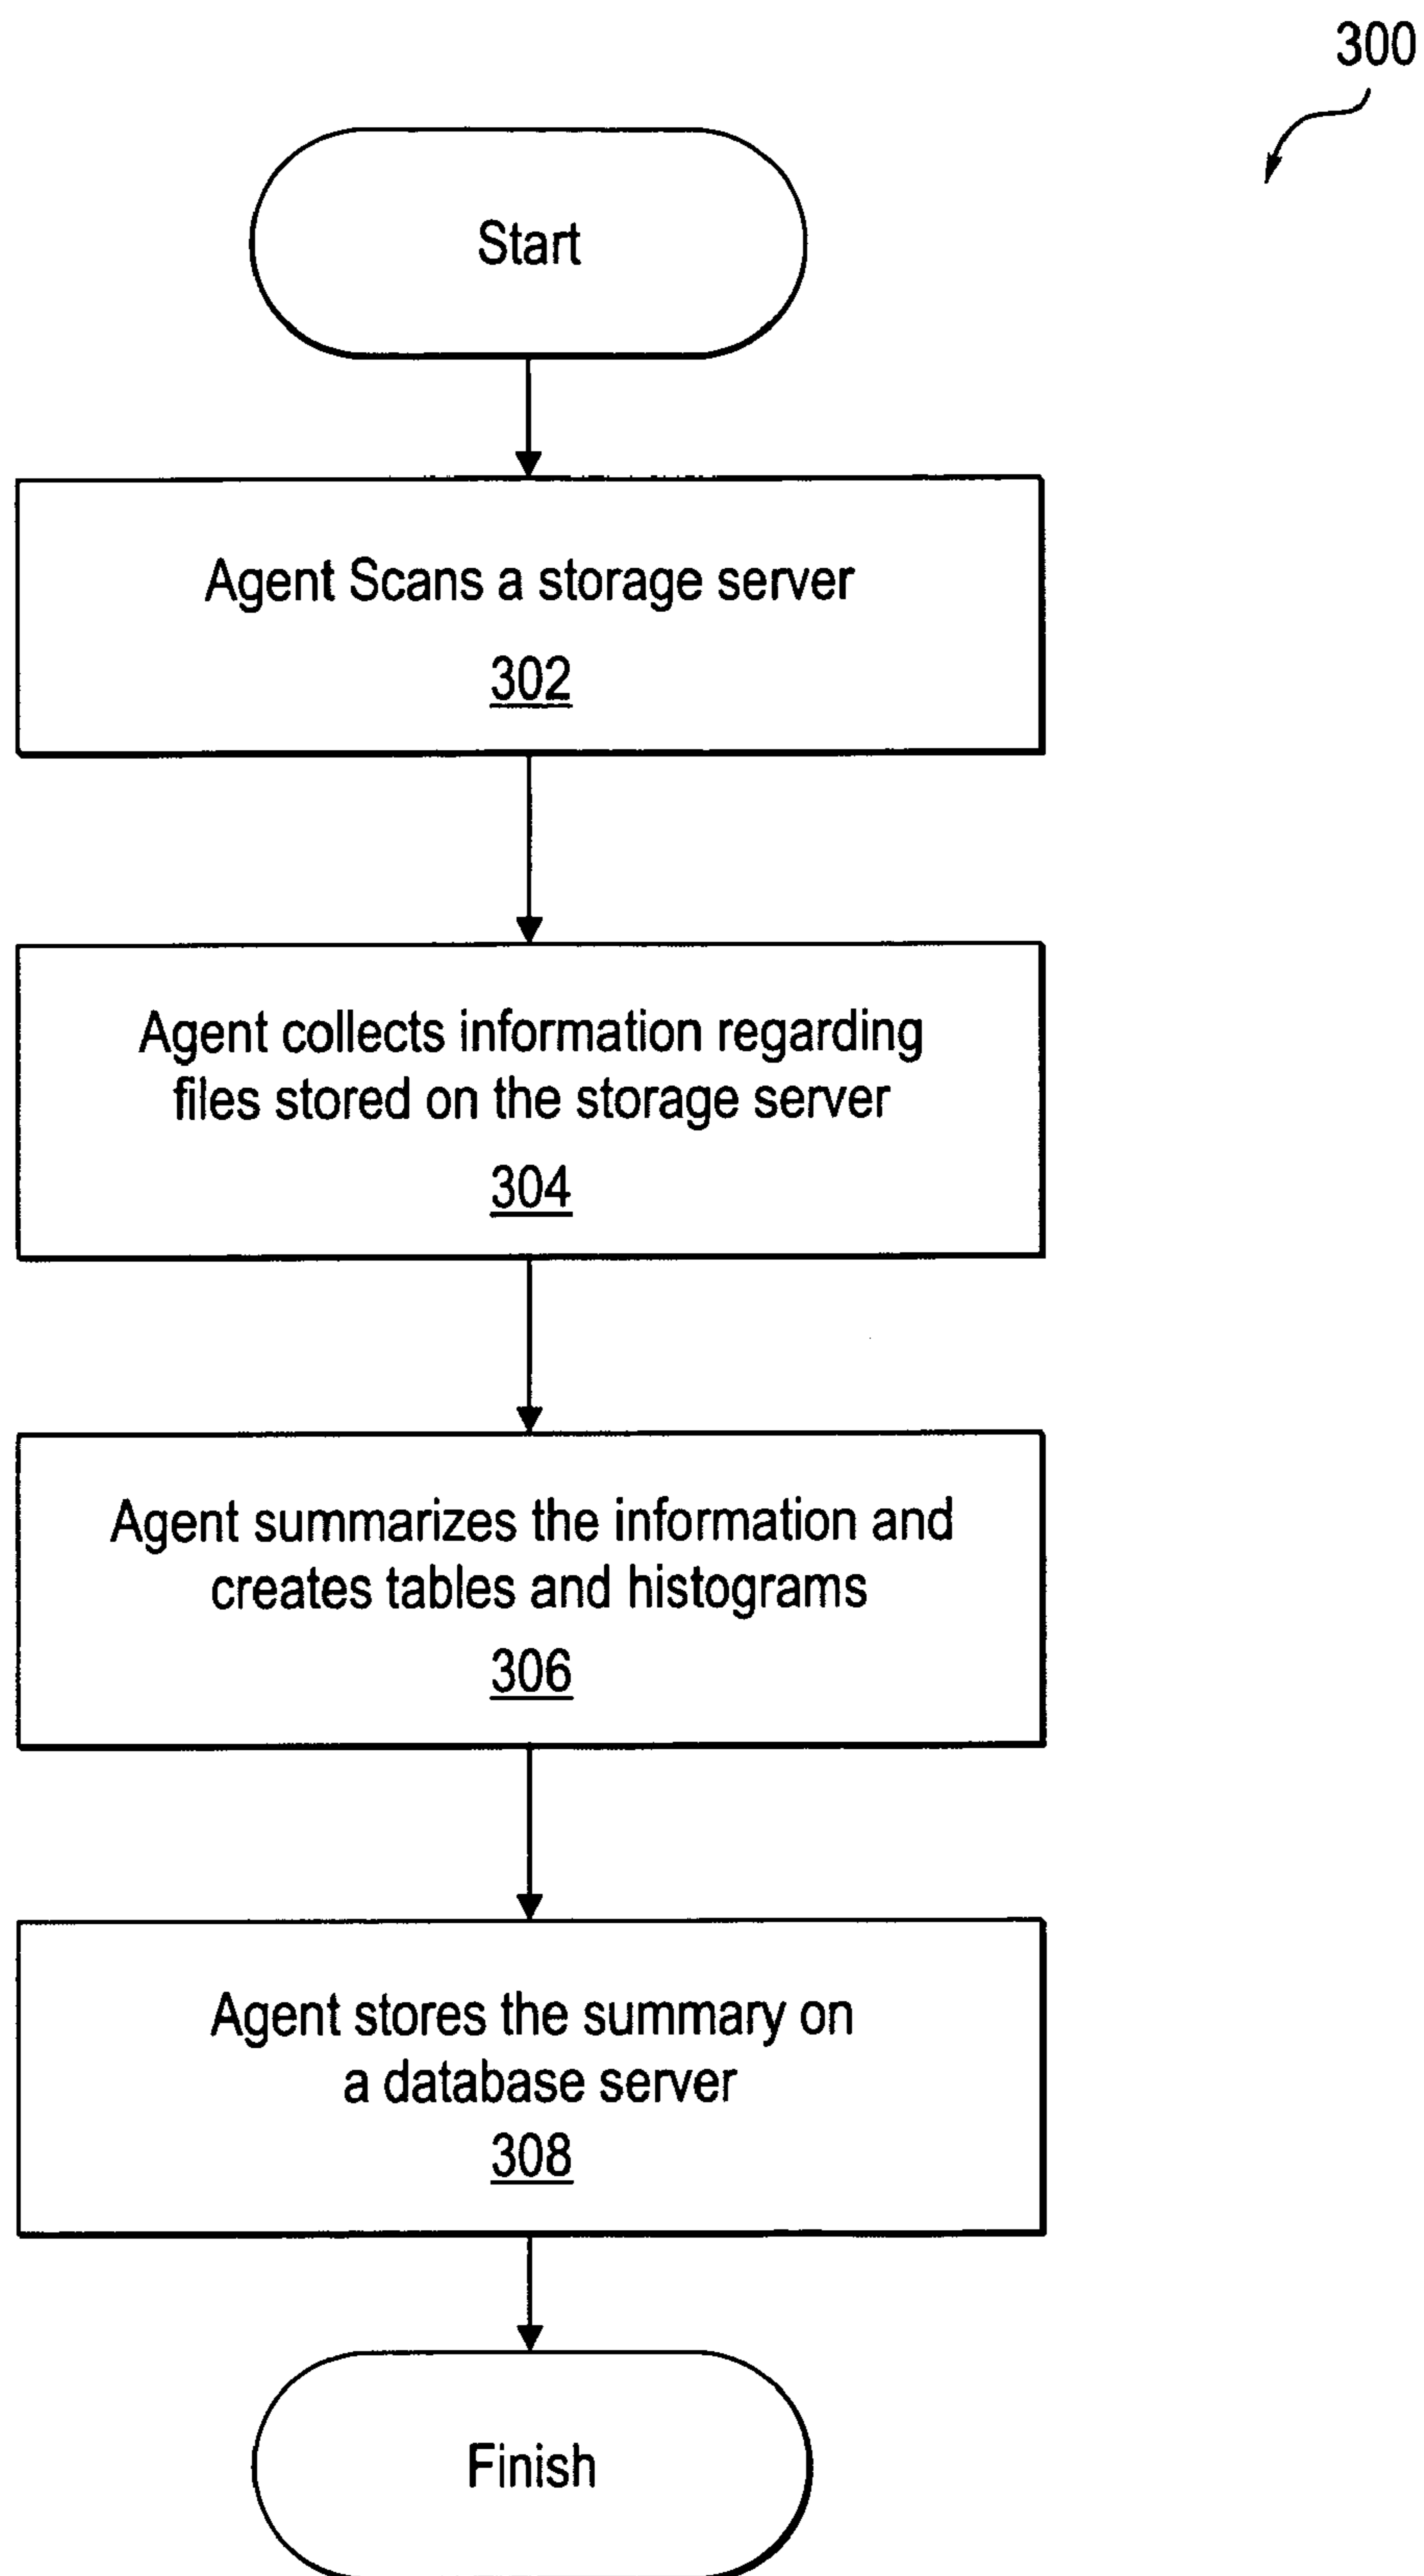 300
Start
Agent Scans a storage server
302
Agent collects information regarding
files stored on the storage server
304
Agent summarizes the information and
creates tables and histograms
306
Agent stores the summary on
a database server
308
Finish